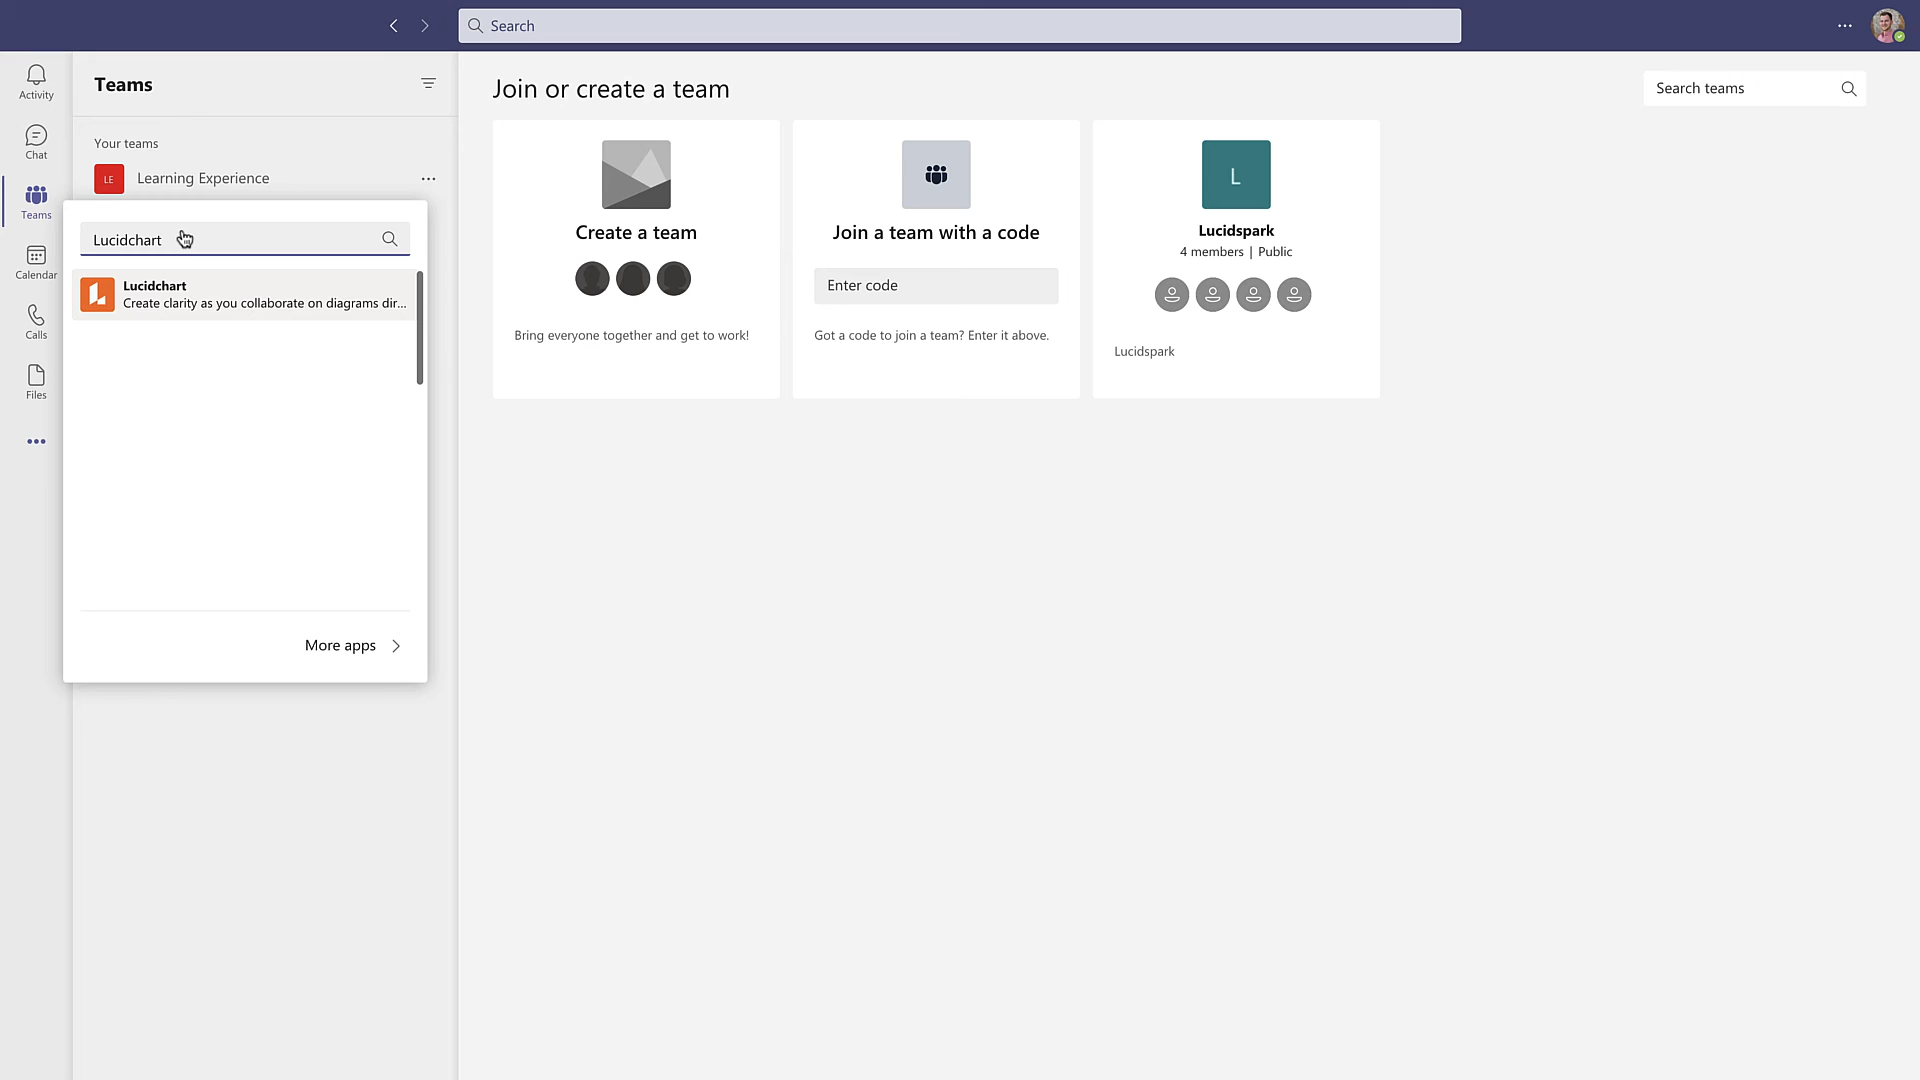 Search
Activity
Chat
Teams
Calendar
Calls
Files
Teams
Your teams
LE
Learning Experience
Lucidchart
Lucidchart
Create clarity as you collaborate on diagrams dir...
More apps
Join or create a team
Search teams
Create a team
Bring everyone together and get to work!
Join a team with a code
Enter code
Got a code to join a team? Enter it above.
L
Lucidspark
4 members | Public
Lucidspark